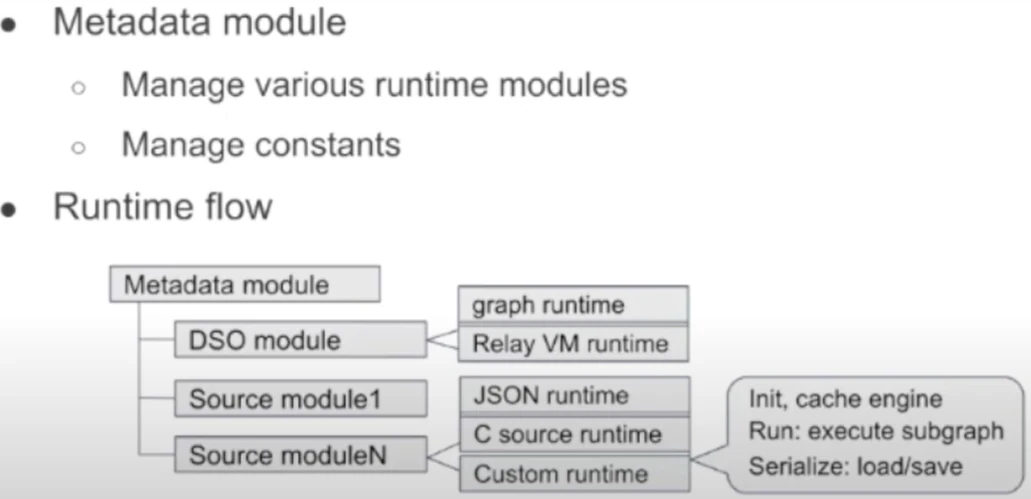 Metadata module
Manage various runtime modules
Manage constants
Runtime flow
Metadata module
DSO module
graph runtime
Relay VM runtime
Source module1
Source moduleN
JSON runtime
C source runtime
Custom runtime
Init, cache engine
Run: execute subgraph
Serialize: load/save